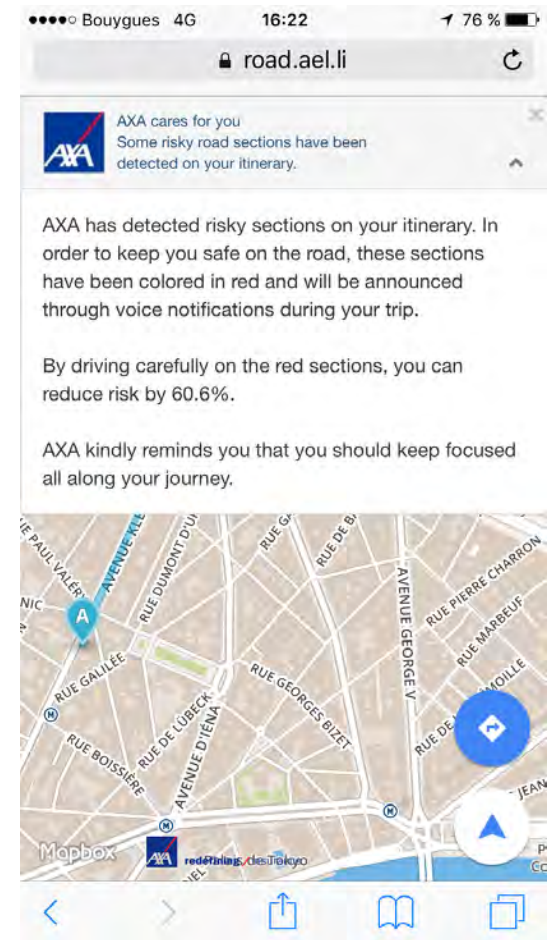 Bouygues 4G 16:22 76 %
road.ael.li
AXA
AXA cares for you
Some risky road sections have been
detected on your itinerary.
AXA has detected risky sections on your itinerary. In
order to keep you safe on the road, these sections
have been colored in red and will be announced
through voice notifications during your trip.
By driving carefully on the red sections, you can
reduce risk by 60.6%.
AXA kindly reminds you that you should keep focused
all along your journey.
PAUL VALÉRY
AVENUE KLÉ
RUE DUMONT D'U
RUE DE B
AVENUE GEORGE V
RUE PIERRE CHARRON
RUE MARBEUF
NIC
A
RUE GALILÉE
RUE DE LÜBECK
AVENUE D'IÉNA
RUE GEORGES BIZET
RUE BOISSIÈRE
M
M
M
JEAN
Mapbox
AXA